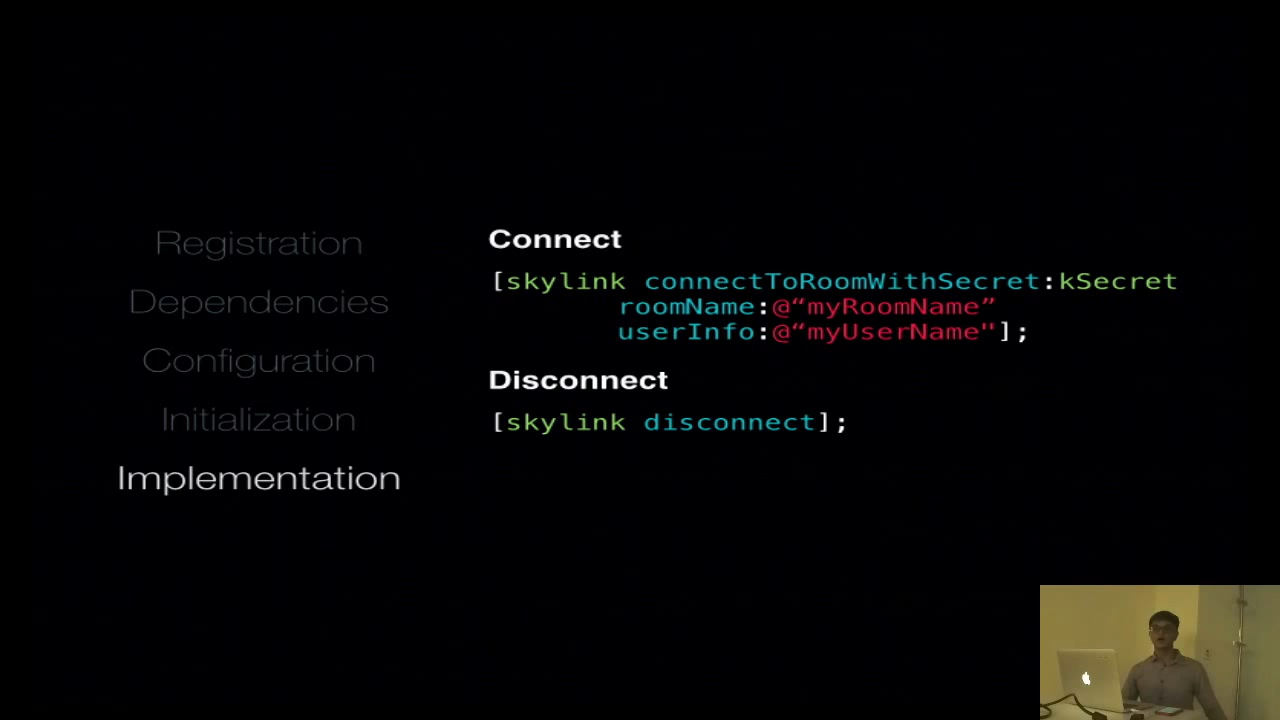 Registration
Dependencies
Configuration
Initialization
Implementation
Connect
[skylink connectToRoomWithSecret:kSecret
roomName:@“myRoomName”
userInfo:@“myUserName"];
Disconnect
[skylink disconnect];